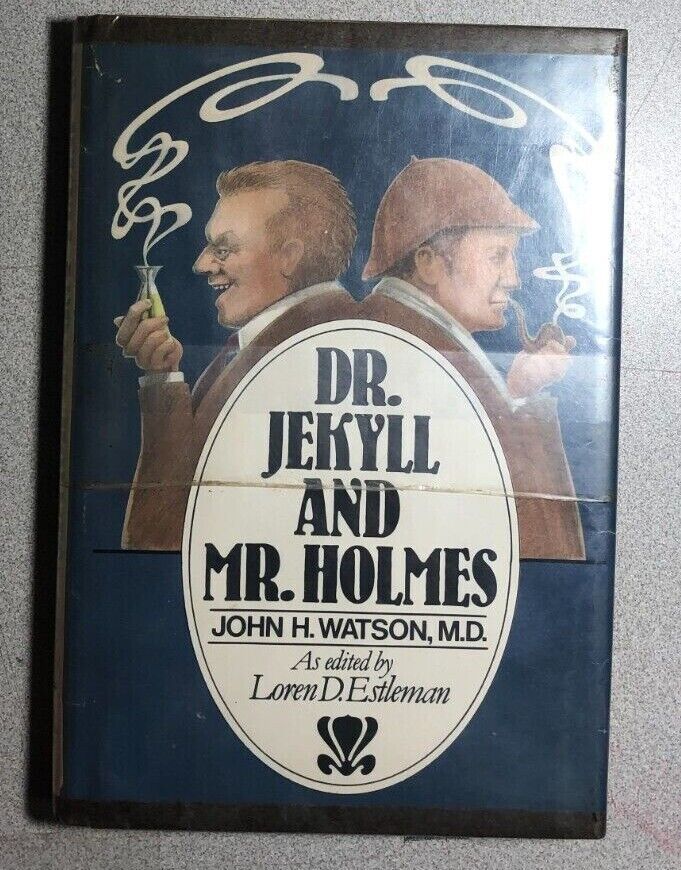 DR.
JEKYLL
AND
MR. HOLMES
JOHN H. WATSON, M.D.
As edited by
Loren D. Estleman